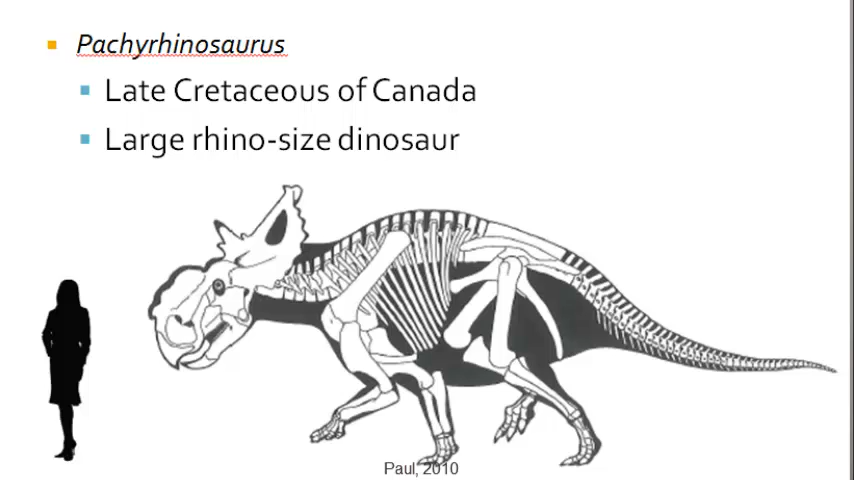 Pachyrhinosaurus
Late Cretaceous of Canada
Large rhino-size dinosaur
Paul, 2010